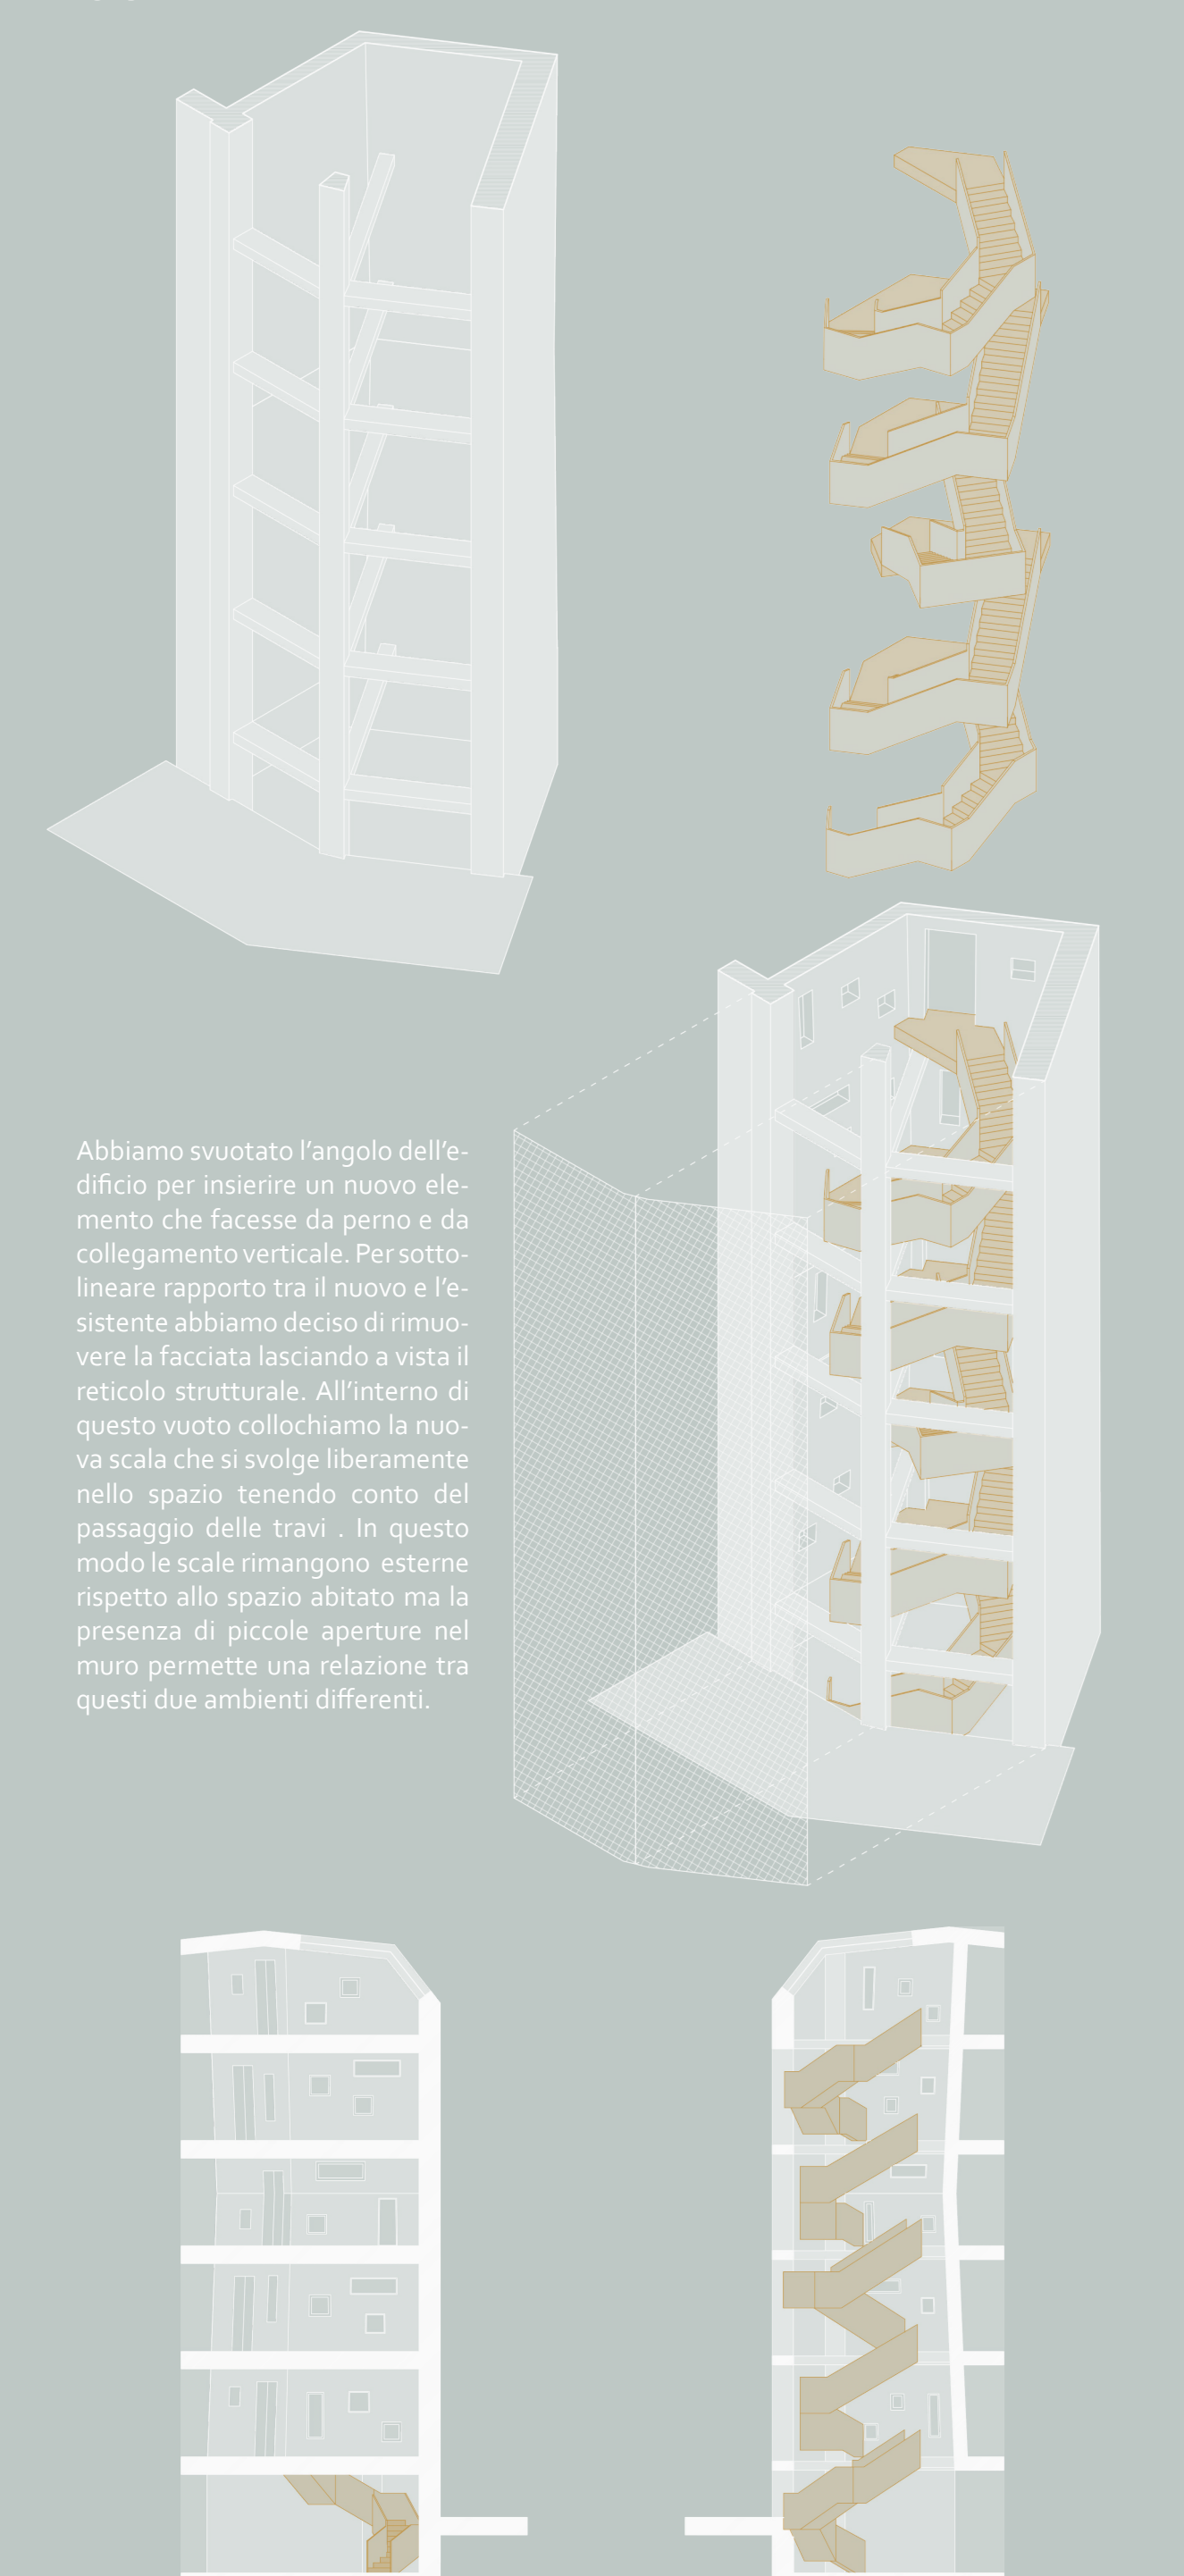 Abbiamo svuotato l'angolo dell'e-
dificio per insierire un nuovo ele-
mento che facesse da perno e da
collegamento verticale. Per sotto-
lineare rapporto tra il nuovo e l'e-
sistente abbiamo deciso di rimuo-
vere la facciata lasciando a vista il
reticolo strutturale. All'interno di
questo vuoto collochiamo la nuo-
va scala che si svolge liberamente
nello spazio tenendo conto del
passaggio delle travi . In questo
modo le scale rimangono esterne
rispetto allo spazio abitato ma la
presenza di piccole aperture nel
muro permette una relazione tra
questi due ambienti differenti.